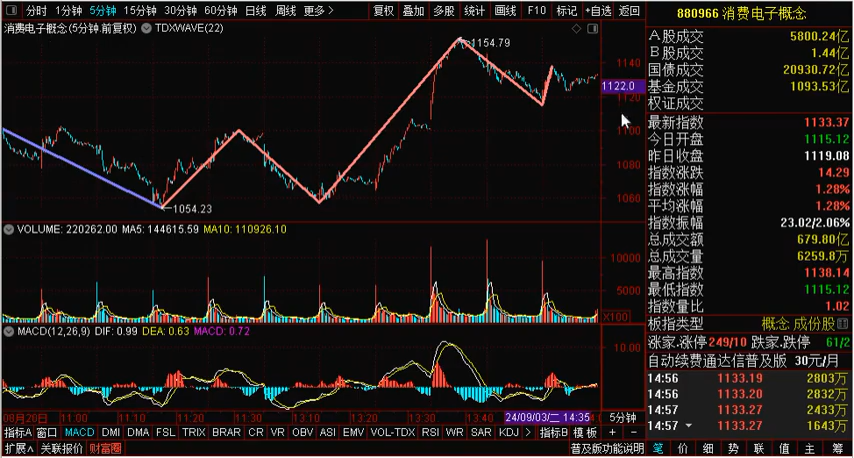 分时 1分钟 5分钟 15分钟 30分钟 60分钟 日线 周线 更多> 复权 叠加 多股 统计 画线 F10 标记 +自选 返回
消费电子概念(5分钟.前复权) TDXWAVE(22)
1154.79
1140
1122.0
1120
1100
1080
1060
1054.23
VOLUME: 220262.00 MA5: 144615.59 MA10: 110926.10
10000
5000
X100
MACD(12,26,9) DIF: 0.99 DEA: 0.63 MACD: 0.72
10.00
08月20日 11:00 11:10 11:20 11:30 13:10 13:20 13:30 13:40 24/09/03/二 14:35 5分钟
指标A 窗口 MACD DMI DMA FSL TRIX BRAR CR VR OBV ASI EMV VOL-TDX RSI WR SAR KDJ > 指标B 模板 + -
扩展∧ 关联报价 财富圈 普及版功能说明
880966 消费电子概念
A股成交 5800.24亿
B股成交 1.44亿
国债成交 20930.72亿
基金成交 1093.53亿
权证成交
最新指数 1133.37
今日开盘 1115.12
昨日收盘 1119.08
指数涨跌 14.29
指数涨幅 1.28%
平均涨幅 1.28%
指数振幅 23.02/2.06%
总成交额 679.80亿
总成交量 6259.8万
最高指数 1138.14
最低指数 1115.12
指数量比 1.02
板指类型 概念 成份股
涨家.涨停 249/10 跌家.跌停 61/2
自动续费通达信普及版 30元/月
14:56 1133.19 2803万
14:56 1133.20 2832万
14:57 1133.27 2433万
14:57 1133.27 1643万
笔 价 细 势 联 值 主 筹